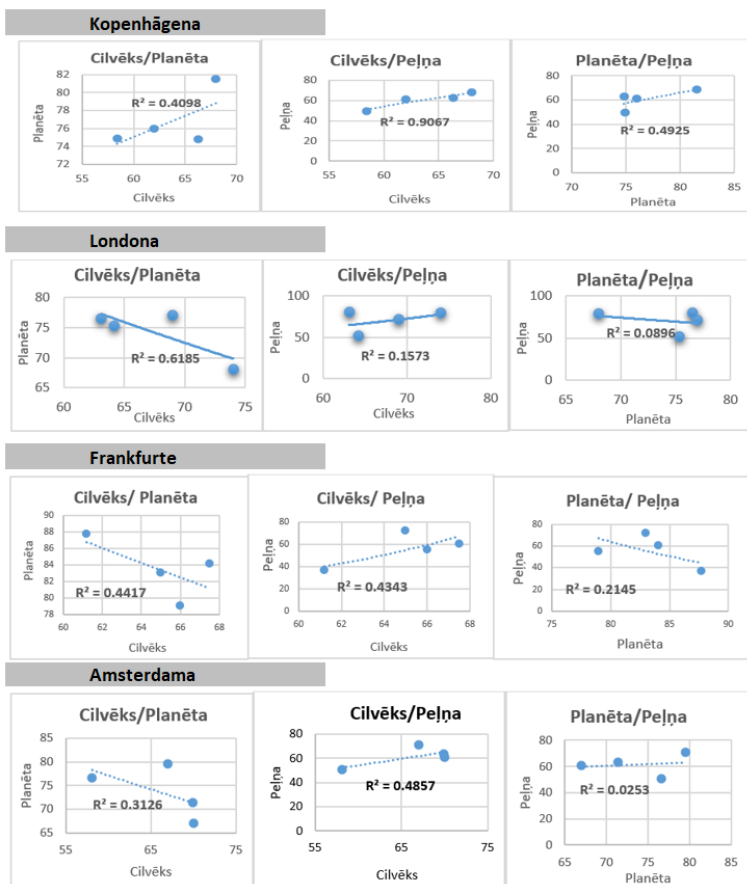 Kopenhāgena
Cilvēks/Planēta
Planēta
82
80
78
76
74
72
R² = 0.4098
55
60
65
70
Cilvēks
Cilvēks/Peļņa
Peļņa
80
60
40
20
0
R² = 0.9067
55
60
65
70
Cilvēks
Planēta/Peļņa
Peļņa
80
60
40
20
0
R² = 0.4925
70
75
80
85
Planēta
Londona
Cilvēks/Planēta
Planēta
80
75
70
65
R² = 0.6185
60
65
70
75
Cilvēks
Cilvēks/Peļņa
Peļņa
100
50
0
R² = 0.1573
60
70
80
Cilvēks
Planēta/Peļņa
Peļņa
100
50
0
R² = 0.0896
65
70
75
80
Planēta
Frankfurte
Cilvēks/ Planēta
Planēta
90
88
86
84
82
80
78
R² = 0.4417
60
62
64
66
68
Cilvēks
Cilvēks/ Peļņa
Peļņa
80
60
40
20
0
R² = 0.4343
60
62
64
66
68
Cilvēks
Planēta/ Peļņa
Peļņa
80
60
40
20
0
R² = 0.2145
75
80
85
90
Planēta
Amsterdama
Cilvēks/Planēta
Planēta
85
80
75
70
65
R² = 0.3126
55
65
75
Cilvēks
Cilvēks/Peļņa
Peļņa
80
60
40
20
0
R² = 0.4857
55
65
75
Cilvēks
Planēta/Peļņa
Peļņa
80
60
40
20
0
R² = 0.0253
65
70
75
80
85
Planēta